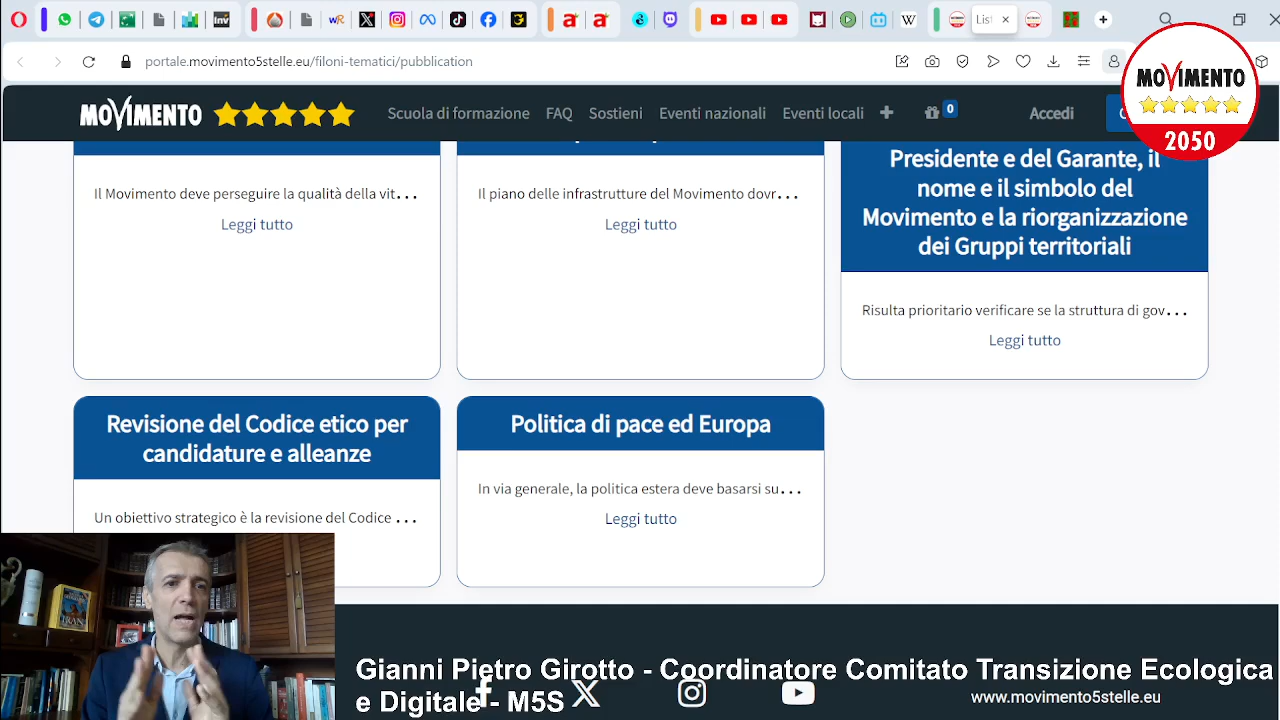 List
portale.movimento5stelle.eu/filoni-tematici/pubblication
MOVIMENTO
Scuola di formazione
FAQ
Sostieni
Eventi nazionali
Eventi locali
0
Accedi
MOVIMENTO
2050
Il Movimento deve perseguire la qualità della vit...
Leggi tutto
Il piano delle infrastrutture del Movimento dovr...
Leggi tutto
Presidente e del Garante, il
nome e il simbolo del
Movimento e la riorganizzazione
dei Gruppi territoriali
Risulta prioritario verificare se la struttura di gov...
Leggi tutto
Revisione del Codice etico per
candidature e alleanze
Un obiettivo strategico è la revisione del Codice ...
Politica di pace ed Europa
In via generale, la politica estera deve basarsi su...
Leggi tutto
Gianni Pietro Girotto - Coordinatore Comitato Transizione Ecologica
e Digitale - M5S
www.movimento5stelle.eu